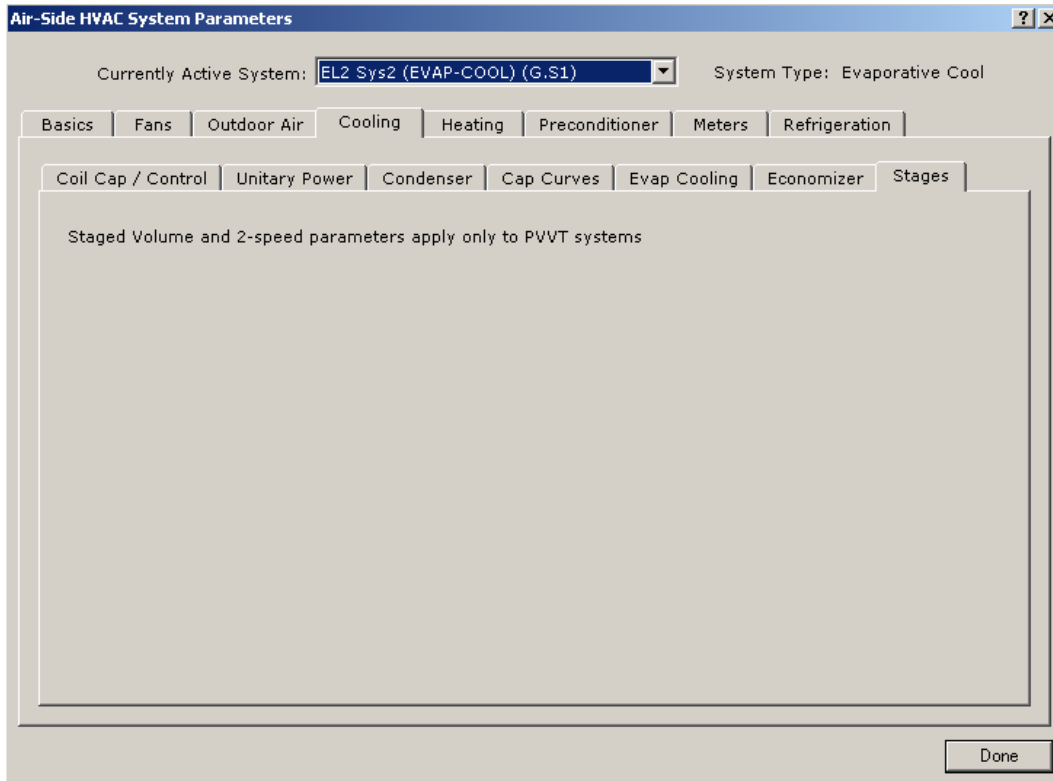 Air-Side HVAC System Parameters
Currently Active System: EL2 Sys2 (EVAP-COOL) (G.S1) System Type: Evaporative Cool
Basics Fans Outdoor Air Cooling Heating Preconditioner Meters Refrigeration
Coil Cap / Control Unitary Power Condenser Cap Curves Evap Cooling Economizer Stages
Staged Volume and 2-speed parameters apply only to PVVT systems
Done